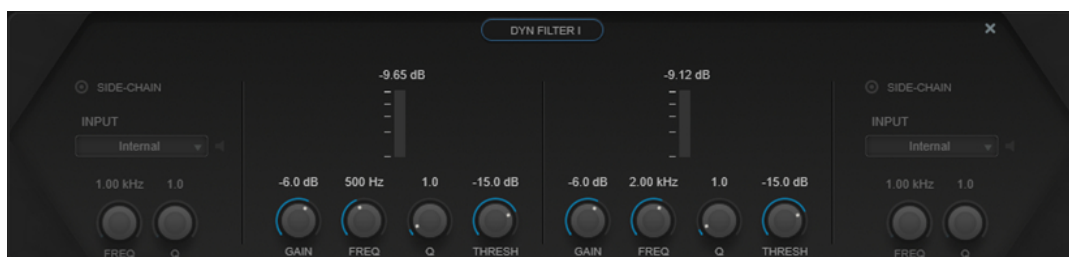 DYN FILTER I
×
-9.65 dB
-9.12 dB
SIDE-CHAIN
SIDE-CHAIN
INPUT
INPUT
Internal
Internal
1.00 kHz 1.0
-6.0 dB 500 Hz 1.0 -15.0 dB
-6.0 dB 2.00 kHz 1.0 -15.0 dB
1.00 kHz 1.0
FREQ Q
GAIN FREQ Q THRESH
GAIN FREQ Q THRESH
FREQ Q